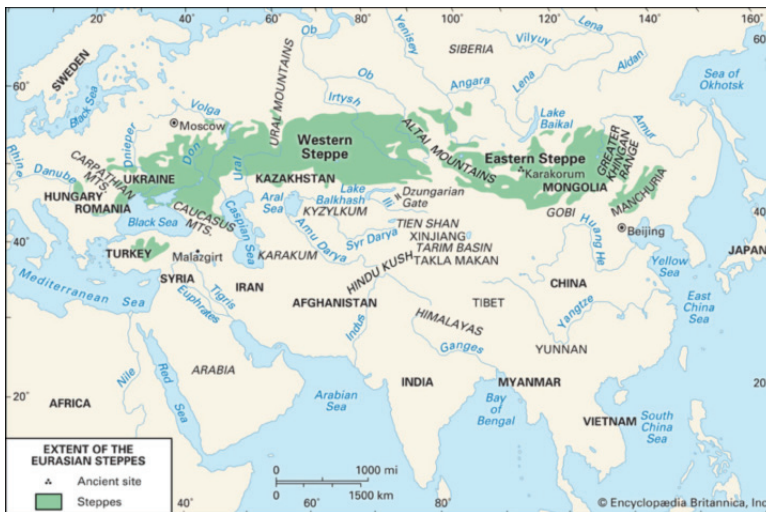 20°
40°
60°
80°
100°
120°
140°
160°
60°
40°
20°
60
40
20
SWEDEN
Black Sea
Ob
Yenisey
SIBERIA
Vilyuy
Lena
Lena
Aldan
Sea of
Okhotsk
Angara
Ob
Irtysh
URAL MOUNTAINS
Volga
Moscow
Rhine
Danube
Dnieper
Don
Ural
Western
Steppe
ALTAI MOUNTAINS
Lake
Baikal
Amur
GREATER
KHINGAN
RANGE
Eastern Steppe
Karakorum
MONGOLIA
MANCHURIA
CARPATHIAN
MTS.
UKRAINE
HUNGARY
ROMANIA
KAZAKHSTAN
Aral
Sea
Lake
Balkhash
Ili
Dzungarian
Gate
GOBI
Black Sea
CAUCASUS
MTS.
Caspian Sea
KYZYLKUM
Amu Darya
Syr Darya
TIEN SHAN
XINJIANG
TARIM BASIN
TAKLA MAKAN
Huang He
Beijing
JAPAN
TURKEY
Malazgirt
KARAKUM
HINDU KUSH
Yellow
Sea
Mediterranean Sea
SYRIA
Euphrates
Tigris
IRAN
AFGHANISTAN
TIBET
CHINA
Yangtze
East
China
Sea
Indus
HIMALAYAS
Ganges
YUNNAN
Nile
Red Sea
ARABIA
Arabian
Sea
INDIA
Bay
of
Bengal
MYANMAR
VIETNAM
South
China
Sea
AFRICA
EXTENT OF THE
EURASIAN STEPPES
Ancient site
Steppes
0 1000 mi
0 1500 km
40°
60°
80°
100°
120°
© Encyclopædia Britannica, Inc